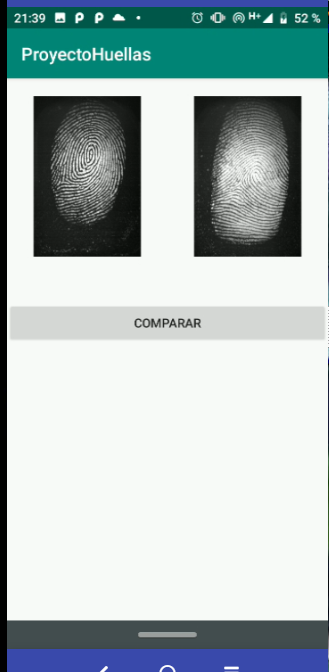 21:39 H+ 52 %
ProyectoHuellas
COMPARAR